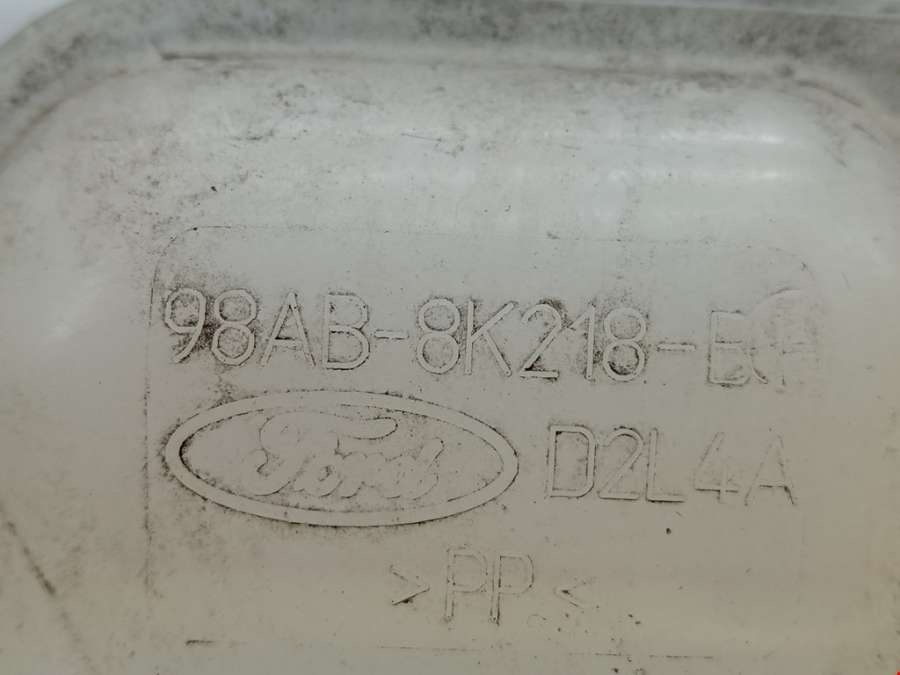 98AB-8K218-
Ford
D2L4A
>PP<